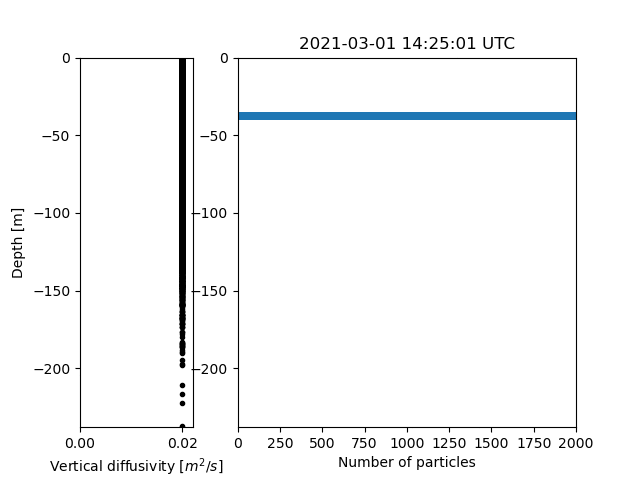 2021-03-01 14:25:01 UTC
0
−50
−100
−150
−200
Depth [m]
0.00 0.02
Vertical diffusivity [m²/s]
0
−50
−100
−150
−200
0 250 500 750 1000 1250 1500 1750 2000
Number of particles